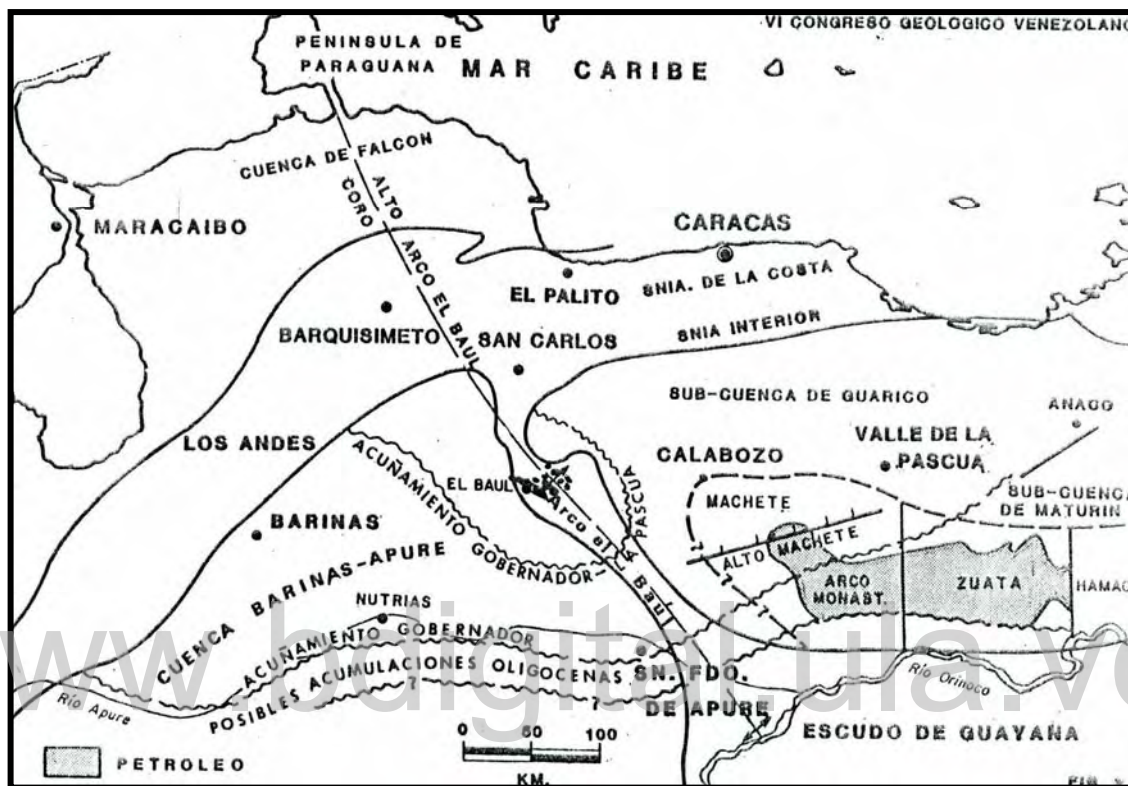 VI CONGRESO GEOLOGICO VENEZOLANO
PENINSULA DE
PARAGUANA
MAR CARIBE
CUENCA DE FALCON
ALTO
CORO
ARCO EL BAUL
MARACAIBO
CARACAS
EL PALITO
SNIA. DE LA COSTA
BARQUISIMETO
SAN CARLOS
SNIA INTERIOR
SUB-CUENCA DE GUARICO
ANACO
LOS ANDES
ACUÑAMIENTO GOBERNADOR
EL BAUL
Arco el Baul
LA PASCUA
CALABOZO
VALLE DE LA
PASCUA
MACHETE
SUB-CUENCA
DE MATURIN
ALTO MACHETE
BARINAS
CUENCA BARINAS-APURE
ARCO
MONAST.
ZUATA
HAMAC
NUTRIAS
ACUÑAMIENTO GOBERNADOR
POSIBLES ACUMULACIONES OLIGOCENAS
SN. FDO.
DE APURE
Río Apure
Río Orinoco
ESCUDO DE GUAYANA
PETROLEO
0 50 100
KM.
www.bdigital.ula.ve